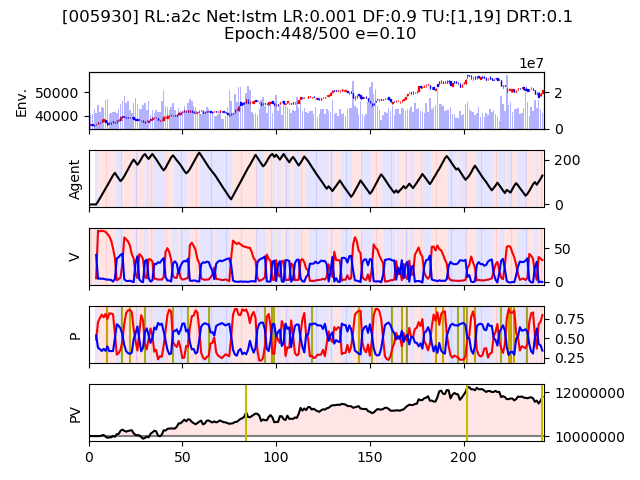 [005930] RL:a2c Net:lstm LR:0.001 DF:0.9 TU:[1,19] DRT:0.1
Epoch:448/500 e=0.10
1e7
Env.
50000
40000
2
0
Agent
200
0
V
50
0
P
0.75
0.50
0.25
PV
12000000
10000000
0 50 100 150 200